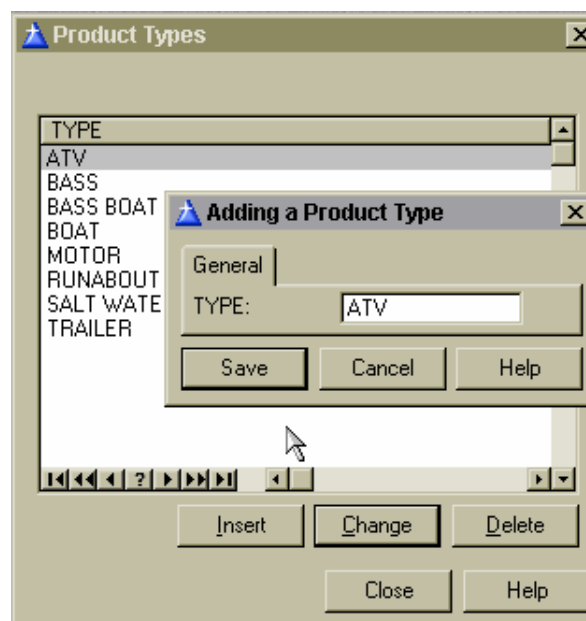 Product Types
TYPE
ATV
BASS
BASS BOAT
BOAT
MOTOR
RUNABOUT
SALT WATE
TRAILER
Adding a Product Type
General
TYPE: ATV
Save Cancel Help
?
Insert Change Delete
Close Help